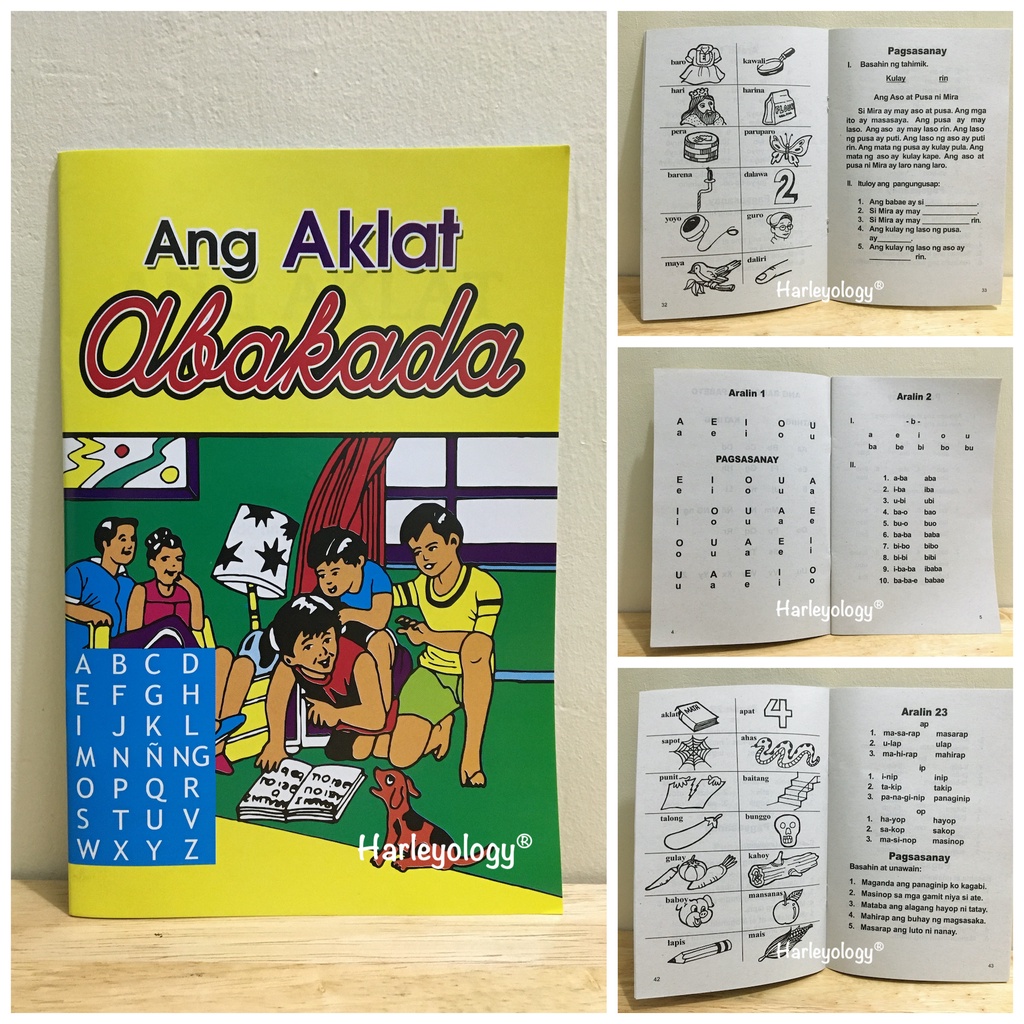 Ang Aklat
Abakada
A B C D
E F G H
I J K L
M N Ñ NG
O P Q R
S T U V
W X Y Z
Harleyology®
baro kawali
hari harina
pera paruparo
barena dalawa
2
yoyo guro
maya daliri
32
Pagsasanay
I. Basahin ng tahimik.
Kulay rin
Ang Aso at Pusa ni Mira
Si Mira ay may aso at pusa. Ang mga
ito ay masasaya. Ang pusa ay may
laso. Ang aso ay may laso rin. Ang laso
ng pusa ay puti. Ang laso ng aso ay puti
rin. Ang mata ng pusa ay kulay pula. Ang
mata ng aso ay kulay kape. Ang aso at
pusa ni Mira ay laro nang laro.
II. Ituloy ang pangungusap:
1. Ang babae ay si ____________.
2. Si Mira ay may ____________.
3. Si Mira ay may ____________ rin.
4. Ang kulay ng laso ng pusa.
ay________.
5. Ang kulay ng laso ng aso ay
__________ rin.
33
Harleyology®
Aralin 1
A E I O U
a e i o u
PAGSASANAY
E I O U A
e i o u a
I O U A E
i o u a e
O U A E I
o u a e i
U A E I O
u a e i o
4
Aralin 2
I. - b -
a e i o u
ba be bi bo bu
II.
1. a-ba aba
2. i-ba iba
3. u-bi ubi
4. ba-o bao
5. bu-o buo
6. ba-ba baba
7. bi-bo bibo
8. bi-bi bibi
9. i-ba-ba ibaba
10. ba-ba-e babae
5
Harleyology®
aklat apat
4
sapot ahas
punit baitang
talong bunggo
gulay kahoy
baboy mansanas
lapis mais
42
Aralin 23
ap
1. ma-sa-rap masarap
2. u-lap ulap
3. ma-hi-rap mahirap
ip
1. i-nip inip
2. ta-kip takip
3. pa-na-gi-nip panaginip
op
1. ha-yop hayop
2. sa-kop sakop
3. ma-si-nop masinop
Pagsasanay
Basahin at unawain:
1. Maganda ang panaginip ko kagabi.
2. Masinop sa mga gamit niya si ate.
3. Mataba ang alagang hayop ni tatay.
4. Mahirap ang buhay ng magsasaka.
5. Masarap ang luto ni nanay.
43
Harleyology®